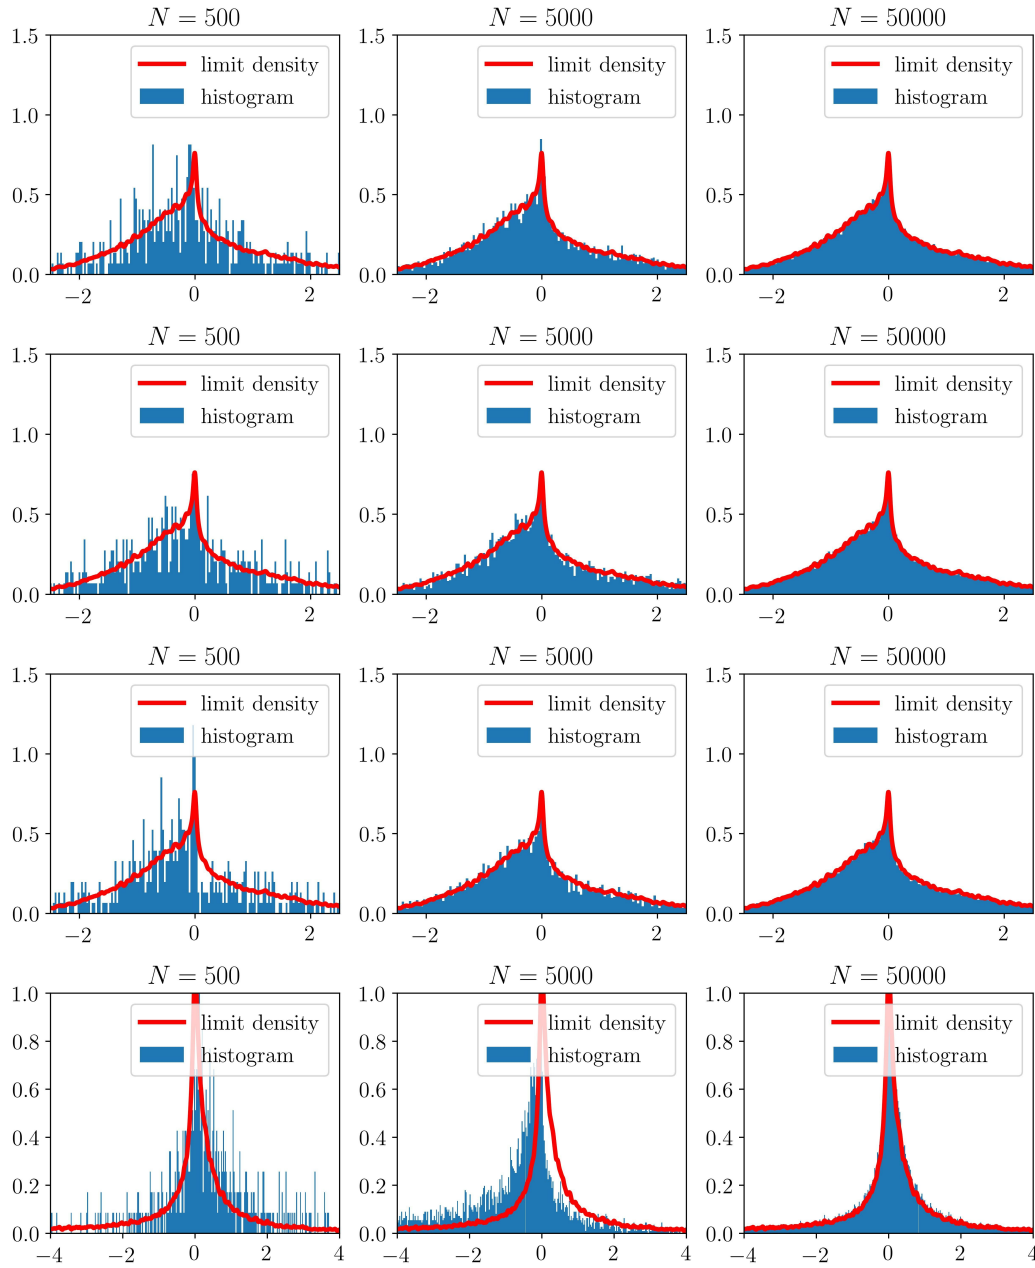 N = 500 N = 5000 N = 50000
1.5 1.5 1.5
limit density limit density limit density
histogram histogram histogram
1.0 1.0 1.0
0.5 0.5 0.5
0.0 0.0 0.0
−2 0 2 −2 0 2 −2 0 2
N = 500 N = 5000 N = 50000
1.5 1.5 1.5
limit density limit density limit density
histogram histogram histogram
1.0 1.0 1.0
0.5 0.5 0.5
0.0 0.0 0.0
−2 0 2 −2 0 2 −2 0 2
N = 500 N = 5000 N = 50000
1.5 1.5 1.5
limit density limit density limit density
histogram histogram histogram
1.0 1.0 1.0
0.5 0.5 0.5
0.0 0.0 0.0
−2 0 2 −2 0 2 −2 0 2
N = 500 N = 5000 N = 50000
1.0 1.0 1.0
limit density limit density limit density
0.8 0.8 0.8
histogram histogram histogram
0.6 0.6 0.6
0.4 0.4 0.4
0.2 0.2 0.2
0.0 0.0 0.0
−4 −2 0 2 4 −4 −2 0 2 4 −4 −2 0 2 4